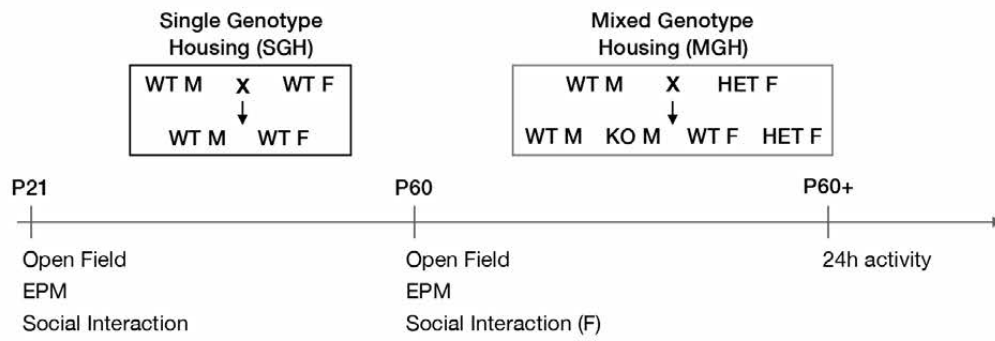 Single Genotype
Housing (SGH)
WT M X WT F
WT M WT F
Mixed Genotype
Housing (MGH)
WT M X HET F
WT M KO M WT F HET F
P21
P60
P60+
Open Field
EPM
Social Interaction
Open Field
EPM
Social Interaction (F)
24h activity